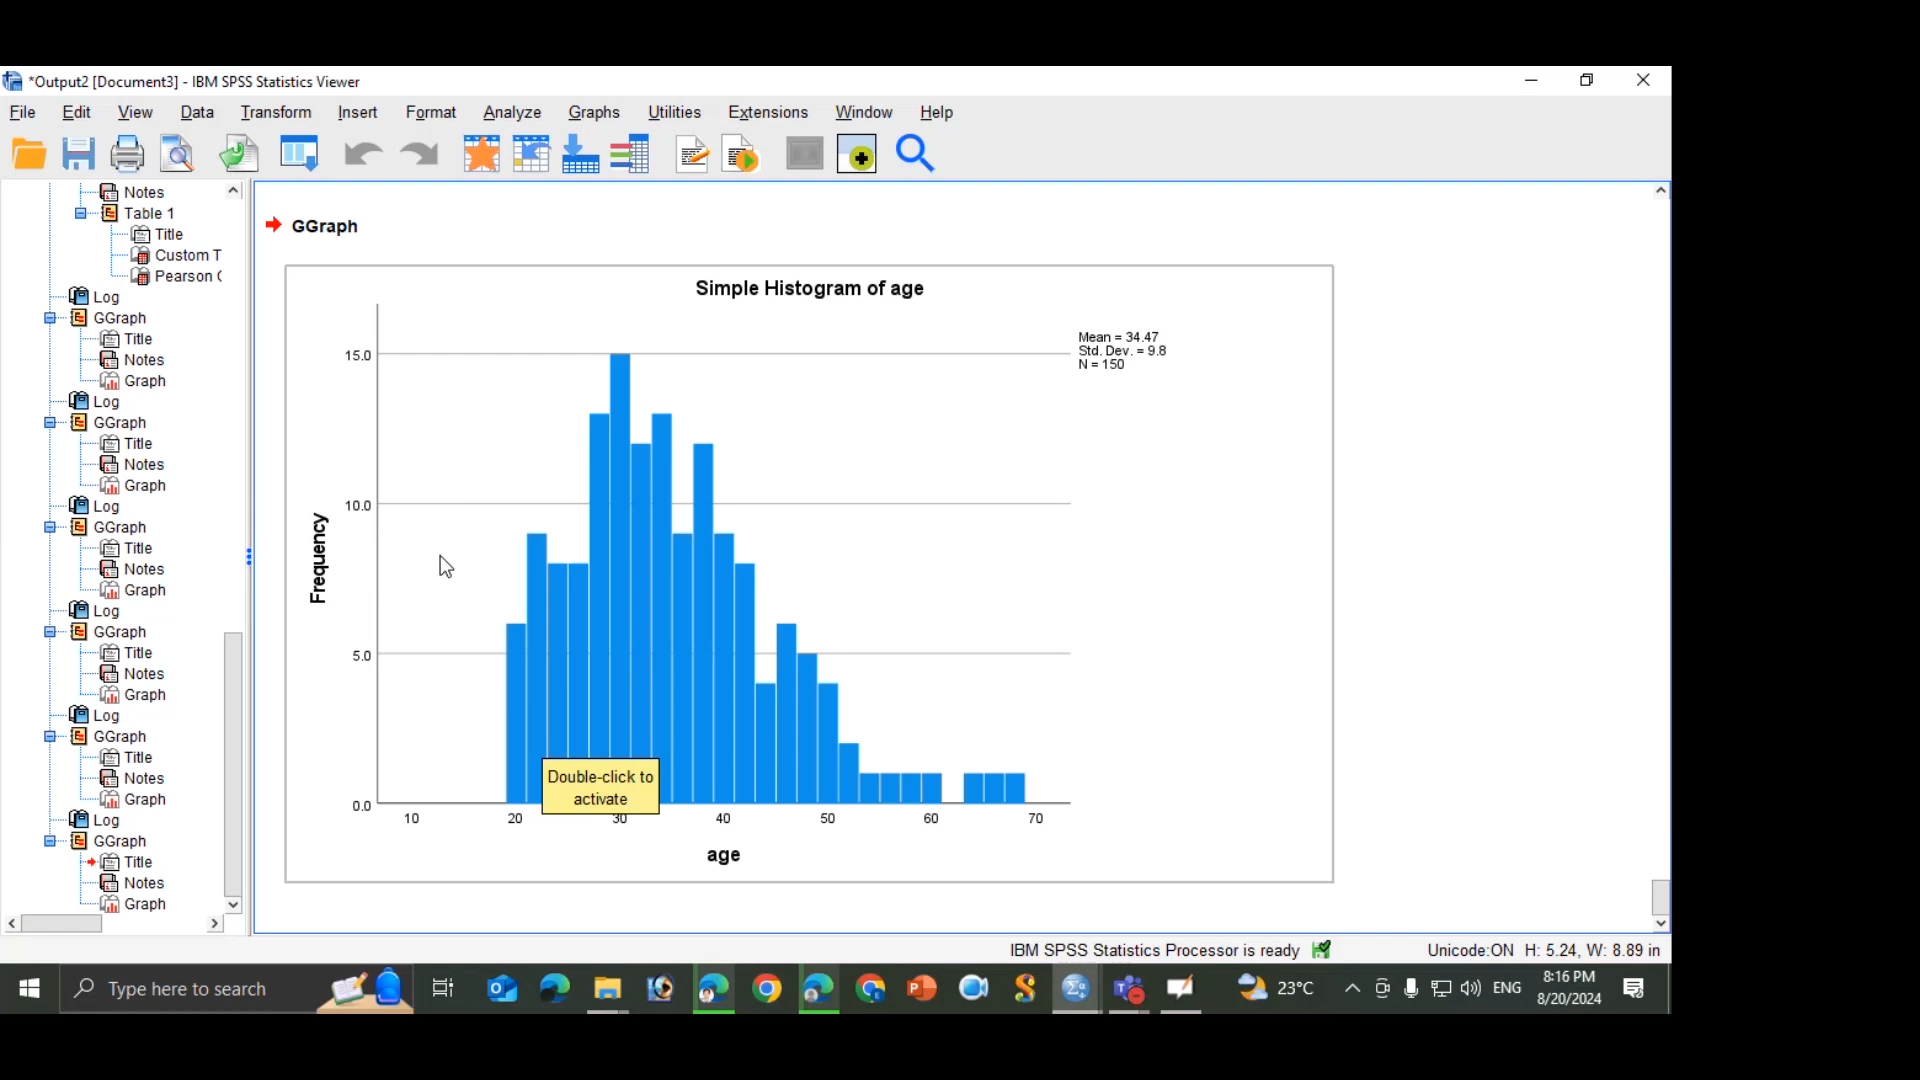 *Output2 [Document3] - IBM SPSS Statistics Viewer
File Edit View Data Transform Insert Format Analyze Graphs Utilities Extensions Window Help
Notes
Table 1
Title
Custom T
Pearson
Log
GGraph
Title
Notes
Graph
Log
GGraph
Title
Notes
Graph
Log
GGraph
Title
Notes
Graph
Log
GGraph
Title
Notes
Graph
Log
GGraph
Title
Notes
Graph
Log
GGraph
Title
Notes
Graph
GGraph
Simple Histogram of age
Mean = 34.47
Std. Dev. = 9.8
N = 150
Frequency
15.0
10.0
5.0
0.0
Double-click to
activate
10 20 30 40 50 60 70
age
IBM SPSS Statistics Processor is ready Unicode:ON H: 5.24, W: 8.89 in
Type here to search
23°C
ENG
8:16 PM
8/20/2024